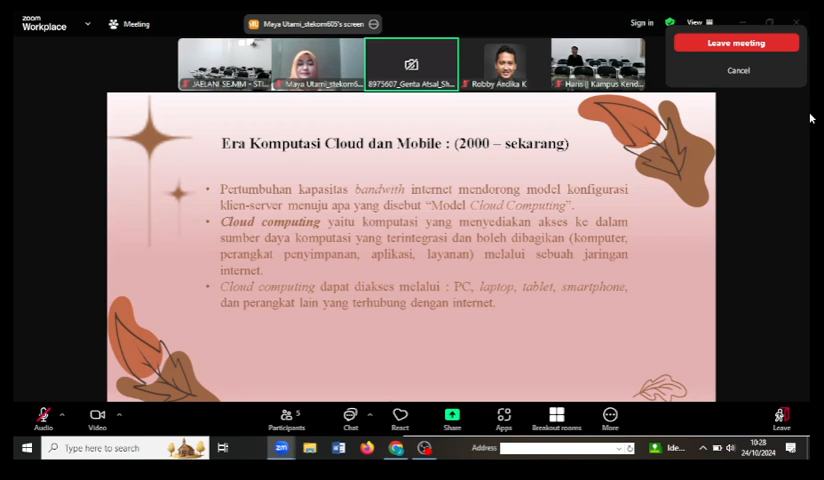 zoom
Workplace
Meeting
Maya Utami_stekom605's screen
Sign in
View
Leave meeting
Cancel
JAELANI SE,MM - STI...
Maya Utami_stekom6...
8975607_Genta Atsal_Sh...
Robby Andika K
Haris || Kampus Kend...
Era Komputasi Cloud dan Mobile : (2000 – sekarang)
• Pertumbuhan kapasitas bandwith internet mendorong model konfigurasi
klien-server menuju apa yang disebut “Model Cloud Computing”.
• Cloud computing yaitu komputasi yang menyediakan akses ke dalam
sumber daya komputasi yang terintegrasi dan boleh dibagikan (komputer,
perangkat penyimpanan, aplikasi, layanan) melalui sebuah jaringan
internet.
• Cloud computing dapat diakses melalui : PC, laptop, tablet, smartphone,
dan perangkat lain yang terhubung dengan internet.
Audio
Video
5
Participants
Chat
React
Share
Apps
Breakout rooms
More
Leave
Type here to search
zm
Address
Ide...
10:28
24/10/2024